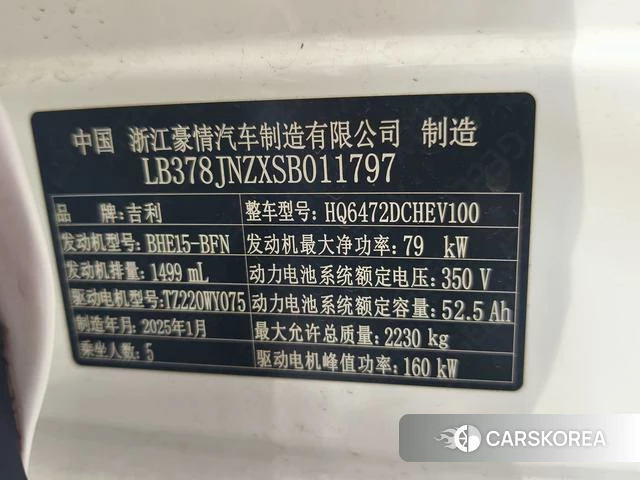 中国 浙江豪情汽车制造有限公司 制造
LB378JNZXSB011797
品 牌:吉利 整车型号:HQ6472DCHEV100
发动机型号:BHE15-BFN 发动机最大净功率:79 kW
发动机排量:1499 mL 动力电池系统额定电压:350 V
驱动电机型号:TZ220WY075 动力电池系统额定容量:52.5 Ah
制造年月:2025年1月 最大允许总质量:2230 kg
乘坐人数:5 驱动电机峰值功率:160 kW
CARSKOREA